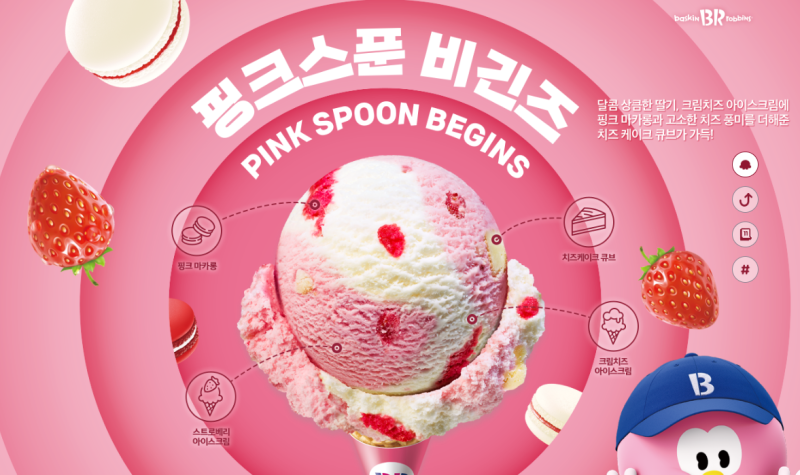 baskin BR robbins
핑크스푼 비긴즈
PINK SPOON BEGINS
달콤 상큼한 딸기, 크림치즈 아이스크림에
핑크 마카롱과 고소한 치즈 풍미를 더해준
치즈 케이크 큐브가 가득!
핑크 마카롱
치즈케이크 큐브
크림치즈
아이스크림
스트로베리
아이스크림
#
B
BR